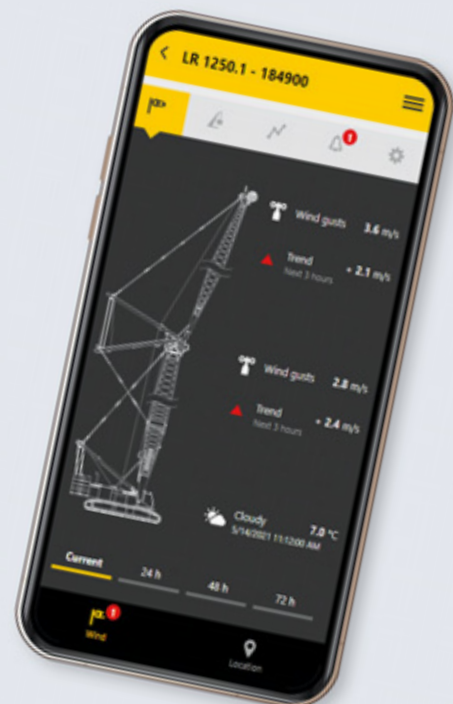 LR 1250.1 - 184900
1
Wind gusts 3.6 m/s
Trend + 2.1 m/s
Next 3 hours
Wind gusts 2.8 m/s
Trend + 2.4 m/s
Next 3 hours
Cloudy 7.0 °C
5/14/2021 11:12:00 AM
Current 24 h 48 h 72 h
1
Wind Location